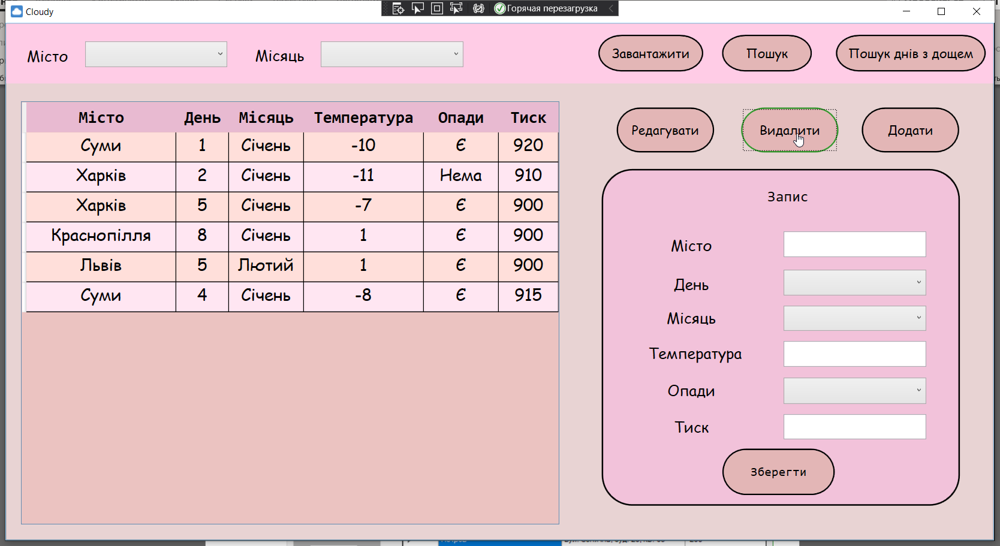 Cloudy
Горячая перезагрузка
Місто
Місяць
Завантажити
Пошук
Пошук днів з дощем
Місто День Місяць Температура Опади Тиск
Суми 1 Січень -10 Є 920
Харків 2 Січень -11 Нема 910
Харків 5 Січень -7 Є 900
Краснопілля 8 Січень 1 Є 900
Львів 5 Лютий 1 Є 900
Суми 4 Січень -8 Є 915
Редагувати
Видалити
Додати
Запис
Місто
День
Місяць
Температура
Опади
Тиск
Зберегти